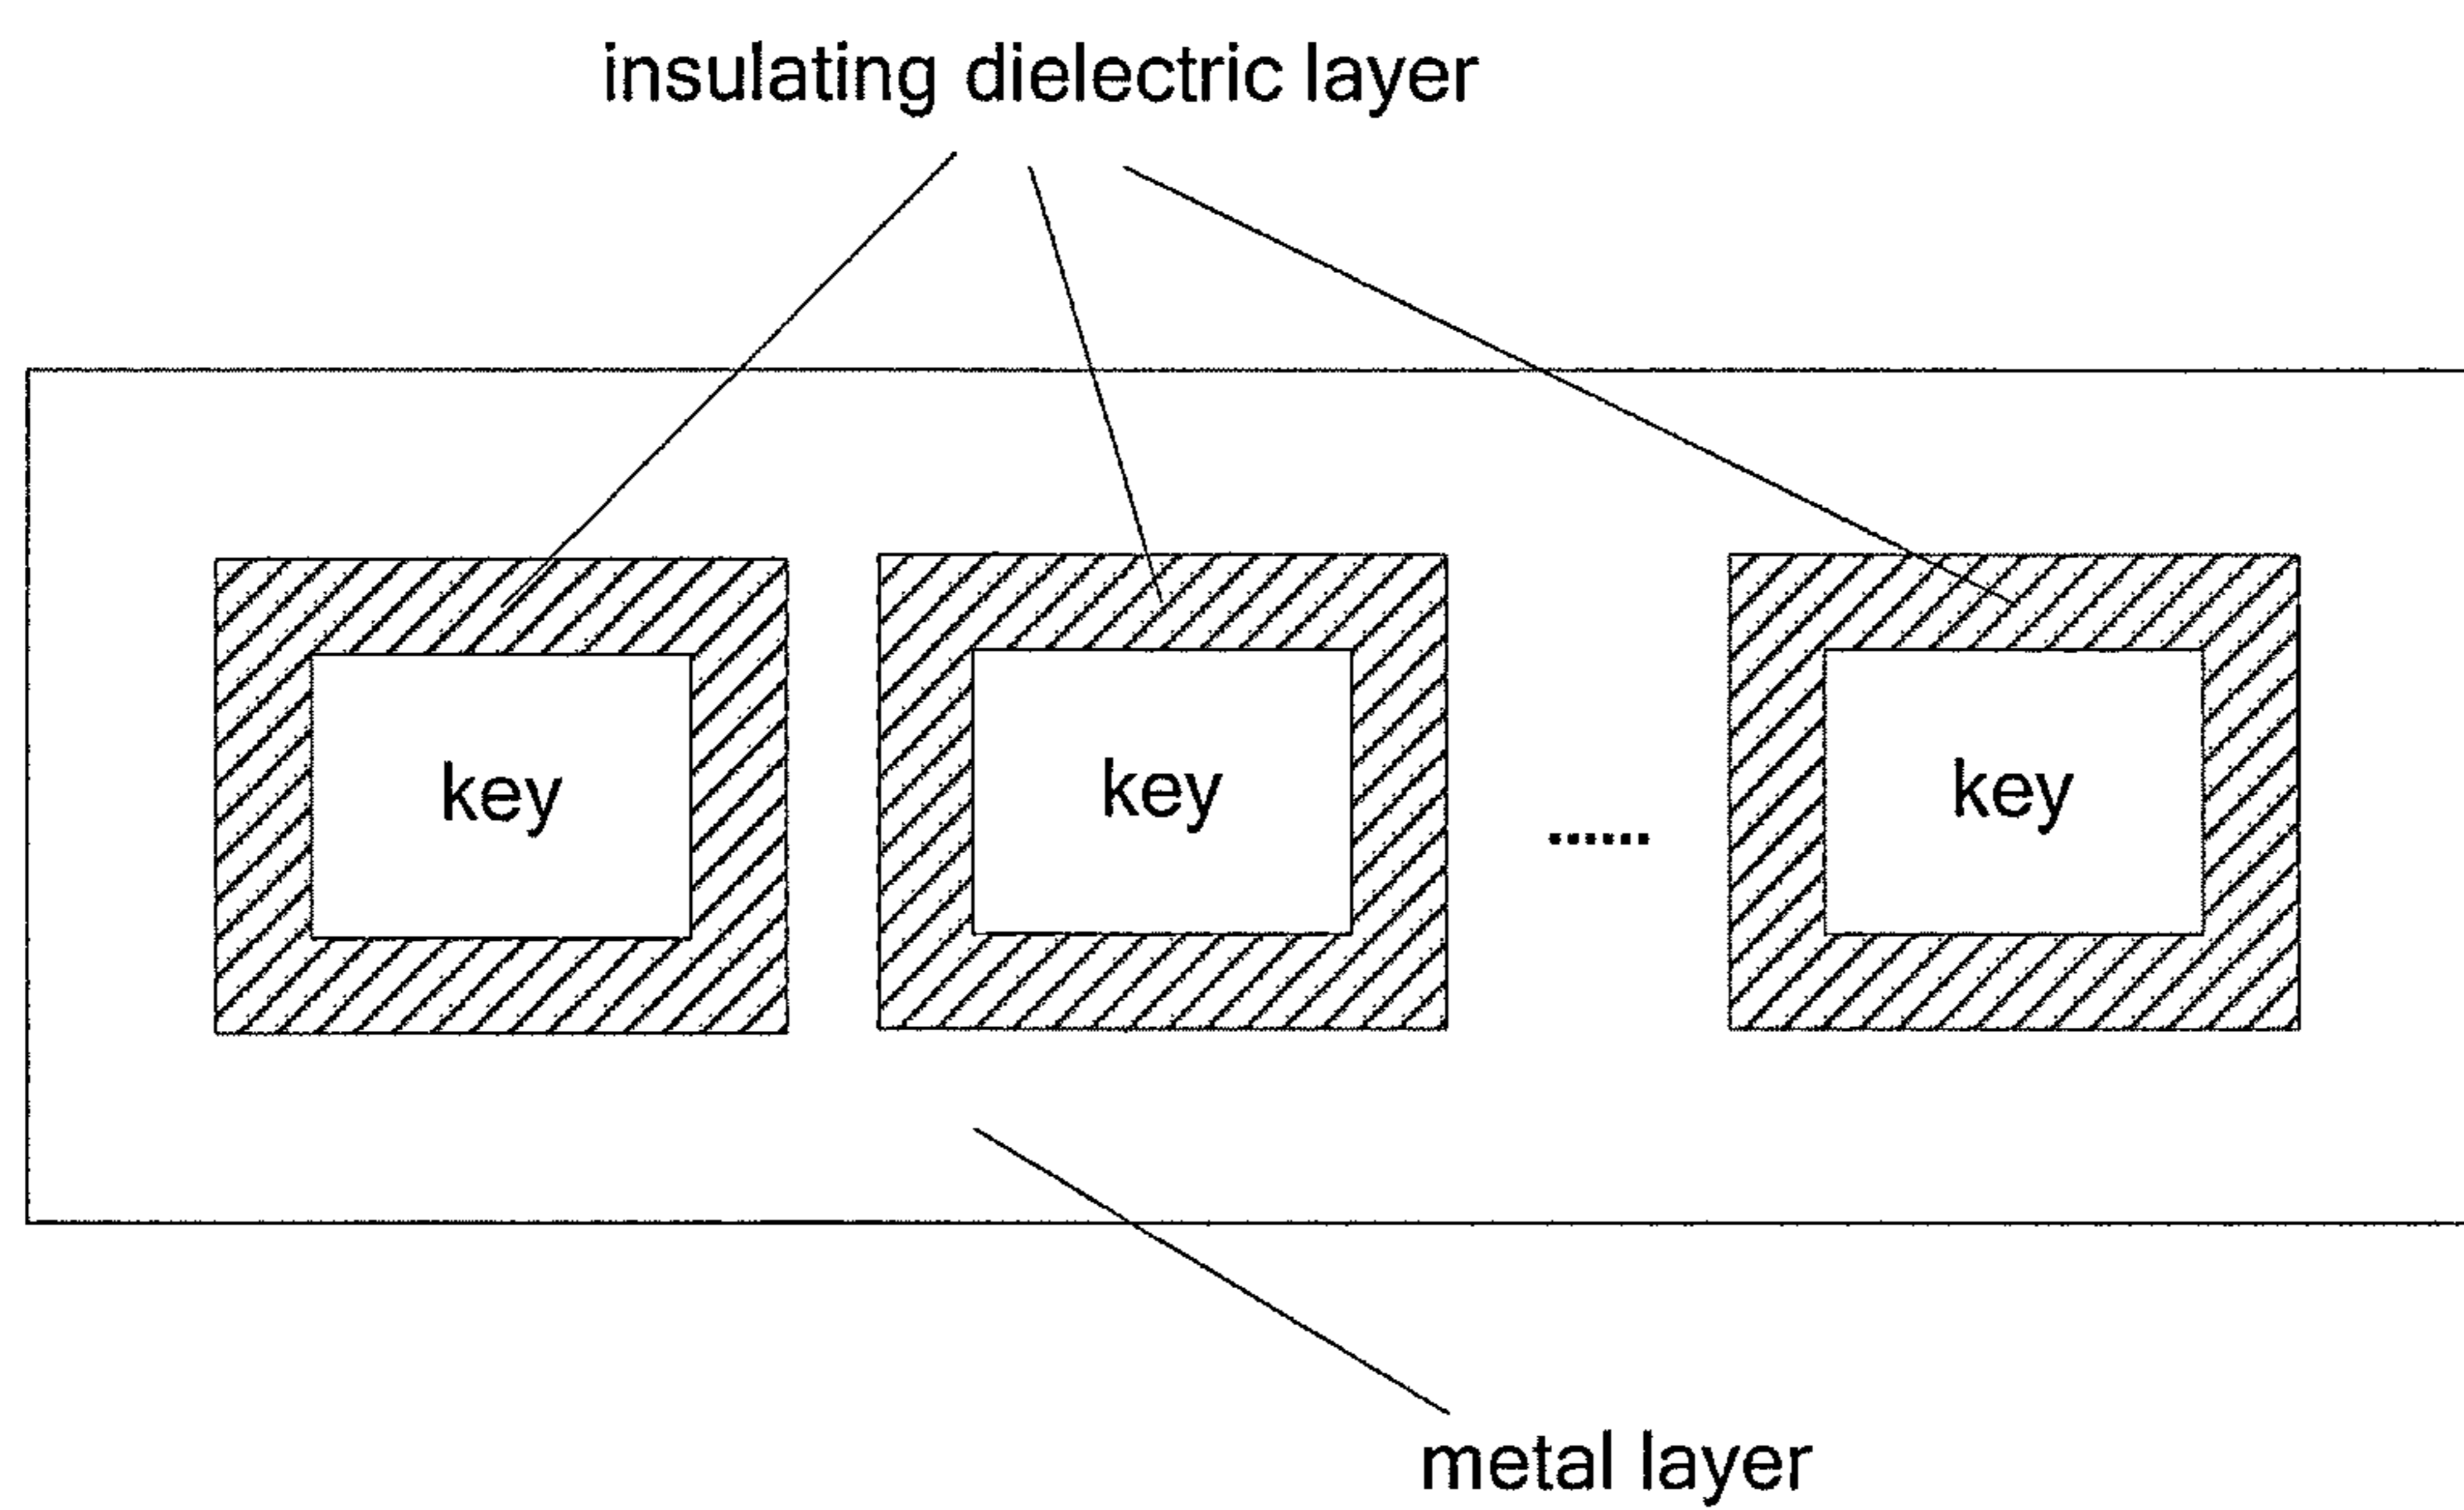 insulating dielectric layer
key key ...... key
metal layer